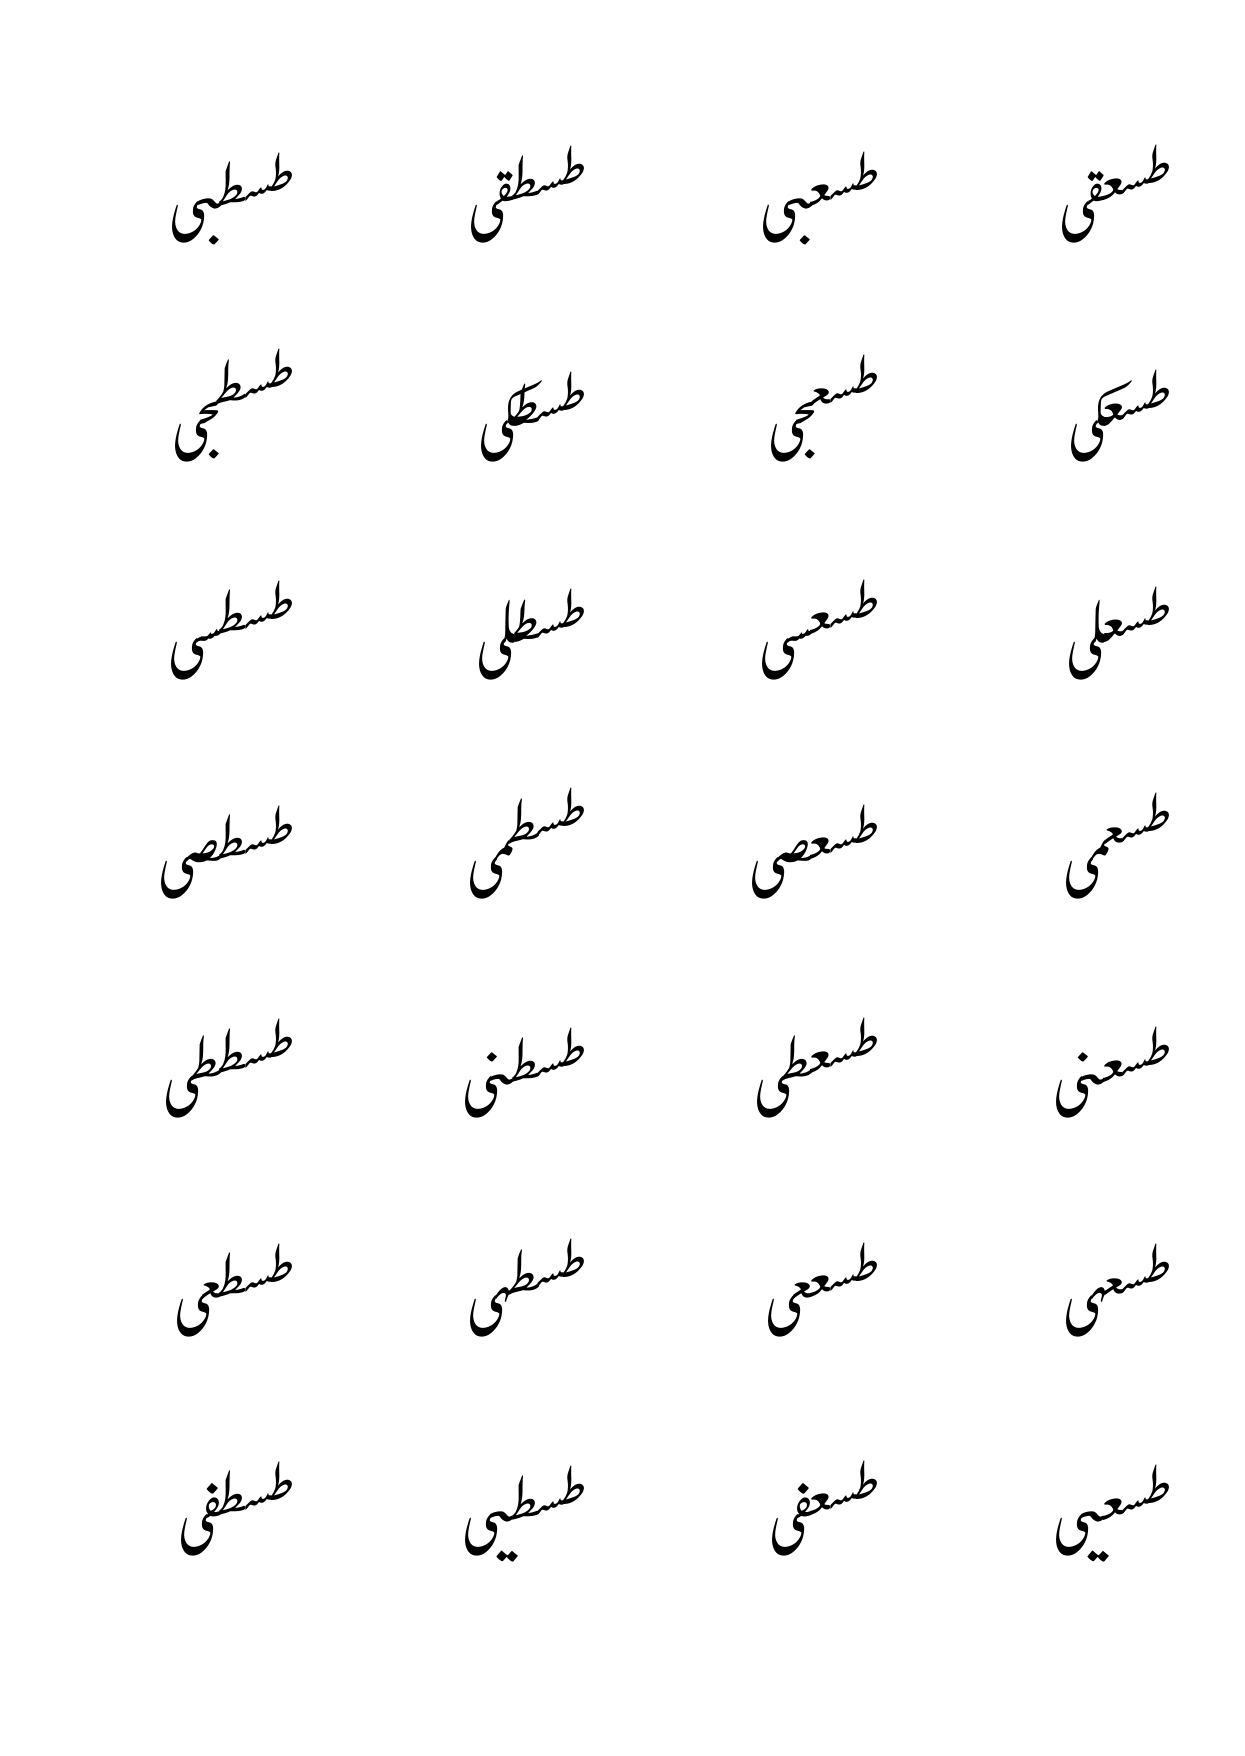 طسعقی طسعبی طسطقی طسطبی
طسعکی طسعجی طسطکی طسطجی
طسعلی طسعسی طسطلی طسطسی
طسعمی طسعصی طسطمی طسطصی
طسعنی طسعطی طسطنی طسططی
طسعہی طسععی طسطہی طسطعی
طسعیی طسعفی طسطیی طسطفی